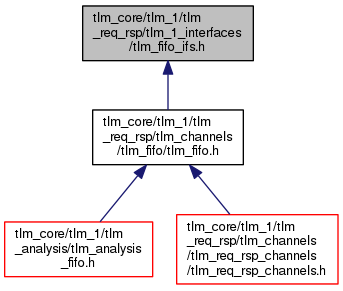 tlm_core/tlm_1/tlm
_req_rsp/tlm_1_interfaces
/tlm_fifo_ifs.h
tlm_core/tlm_1/tlm
_req_rsp/tlm_channels
/tlm_fifo/tlm_fifo.h
tlm_core/tlm_1/tlm
_analysis/tlm_analysis
_fifo.h
tlm_core/tlm_1/tlm
_req_rsp/tlm_channels
/tlm_req_rsp_channels
/tlm_req_rsp_channels.h